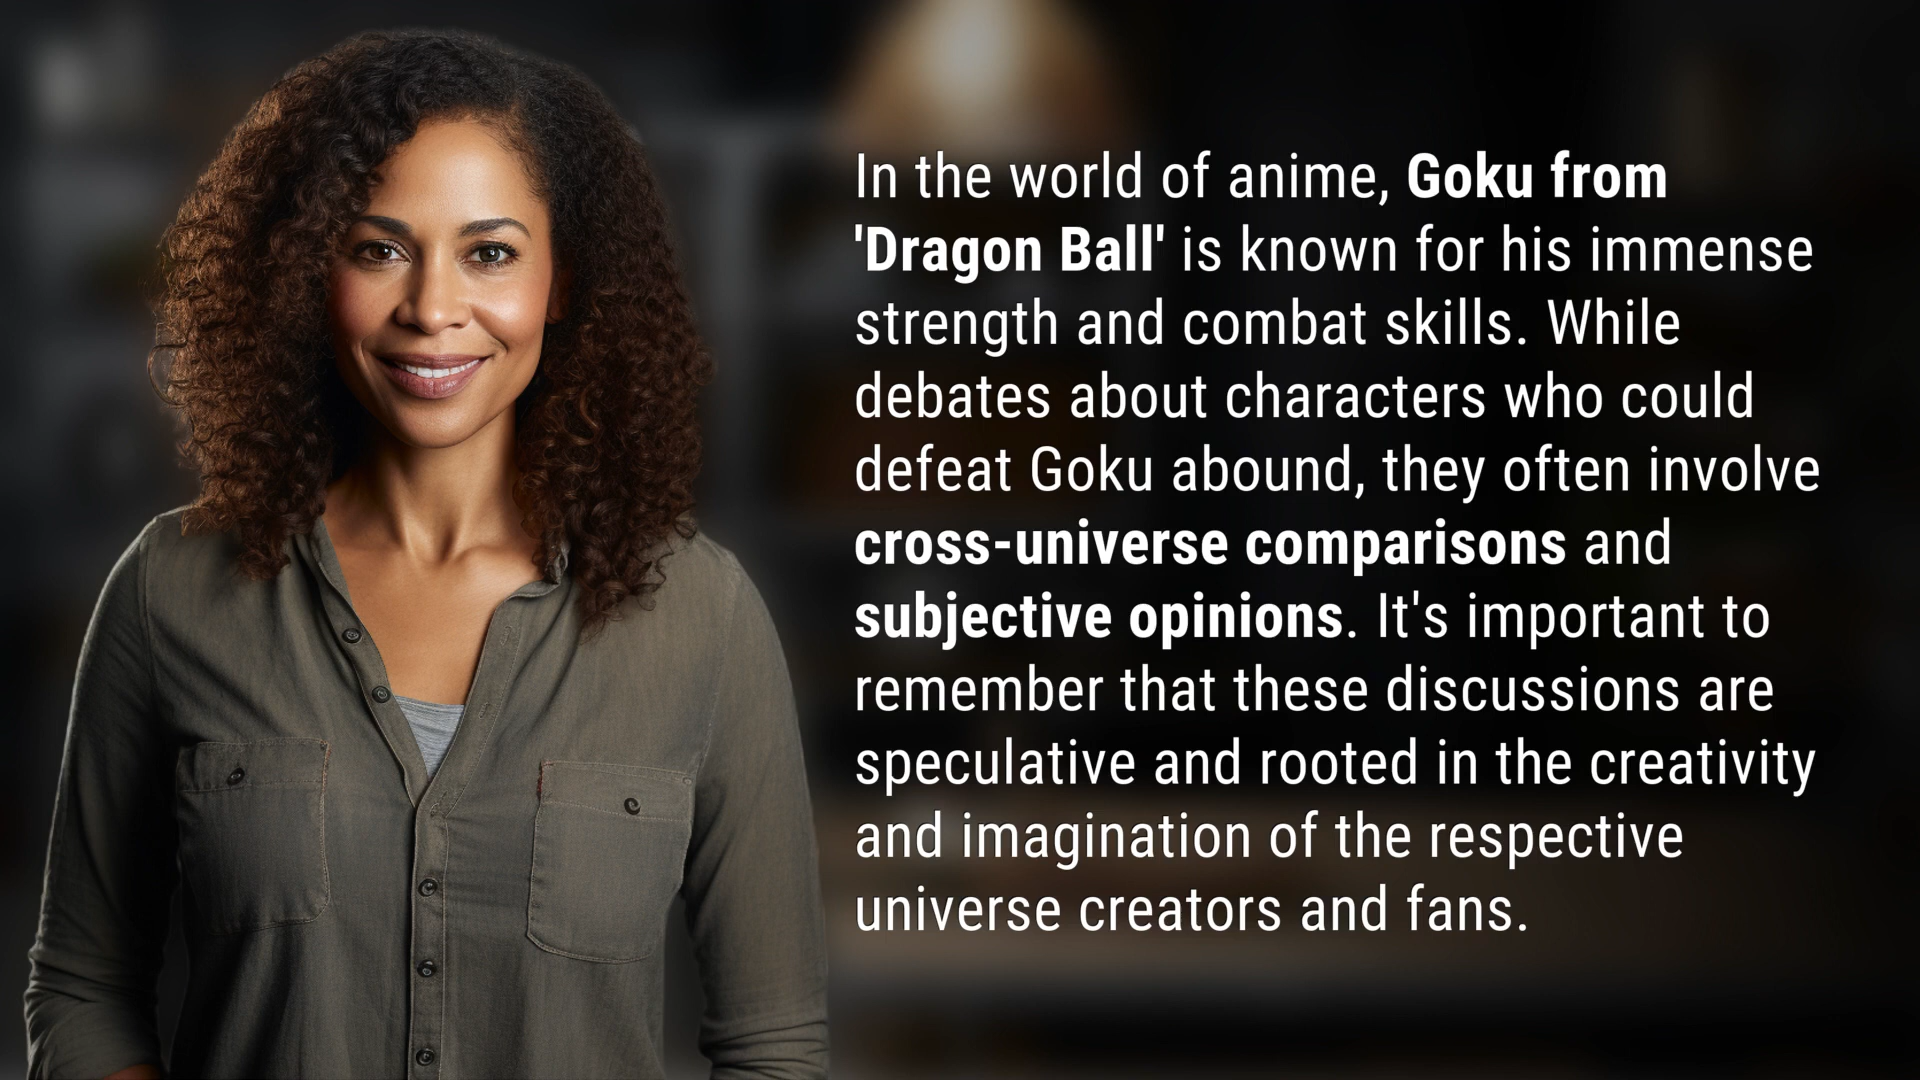 In the world of anime, Goku from
'Dragon Ball' is known for his immense
strength and combat skills. While
debates about characters who could
defeat Goku abound, they often involve
cross-universe comparisons and
subjective opinions. It's important to
remember that these discussions are
speculative and rooted in the creativity
and imagination of the respective
universe creators and fans.